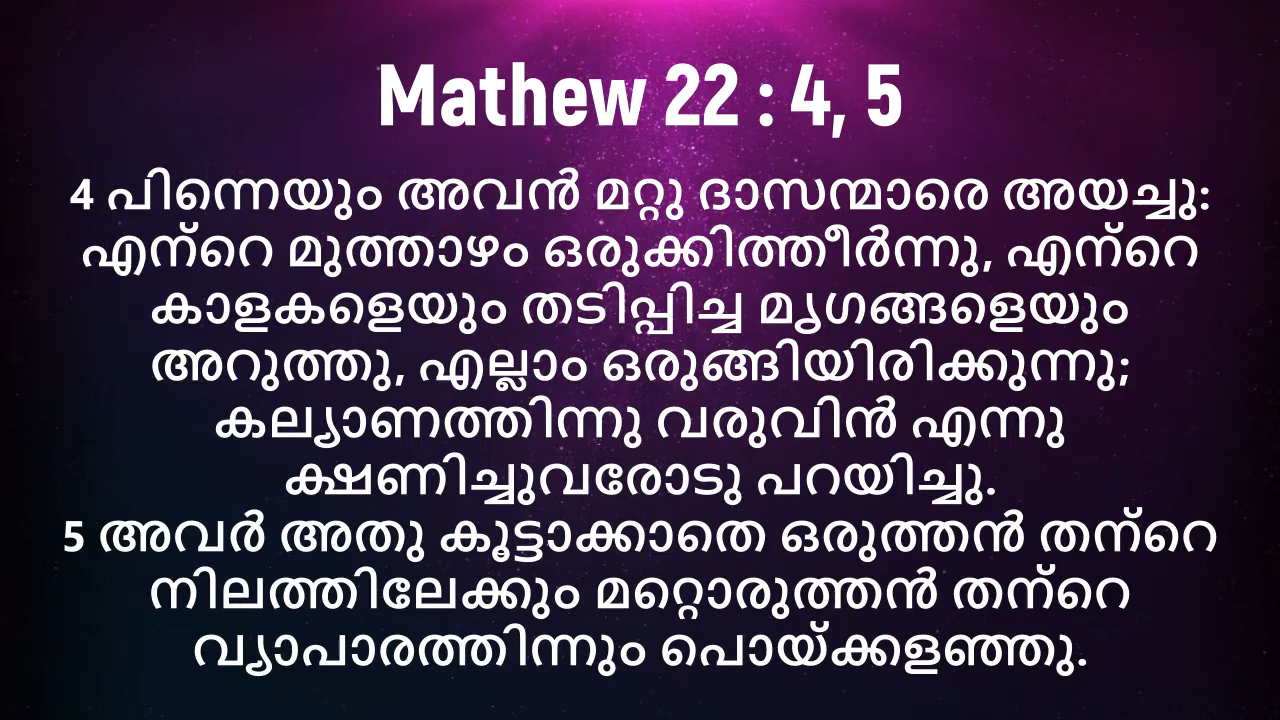 Mathew 22 : 4, 5
4 പിന്നെയും അവൻ മറ്റു ദാസന്മാരെ അയച്ചു:
എന്റെ മുത്താഴം ഒരുക്കിത്തീർന്നു, എന്റെ
കാളകളെയും തടിപ്പിച്ച മൃഗങ്ങളെയും
അറുത്തു, എല്ലാം ഒരുങ്ങിയിരിക്കുന്നു;
കല്യാണത്തിന്നു വരുവിൻ എന്നു
ക്ഷണിച്ചുവരോടു പറയിച്ചു.
5 അവർ അതു കൂട്ടാക്കാതെ ഒരുത്തൻ തന്റെ
നിലത്തിലേക്കും മറ്റൊരുത്തൻ തന്റെ
വ്യാപാരത്തിന്നും പൊയ്ക്കളഞ്ഞു.